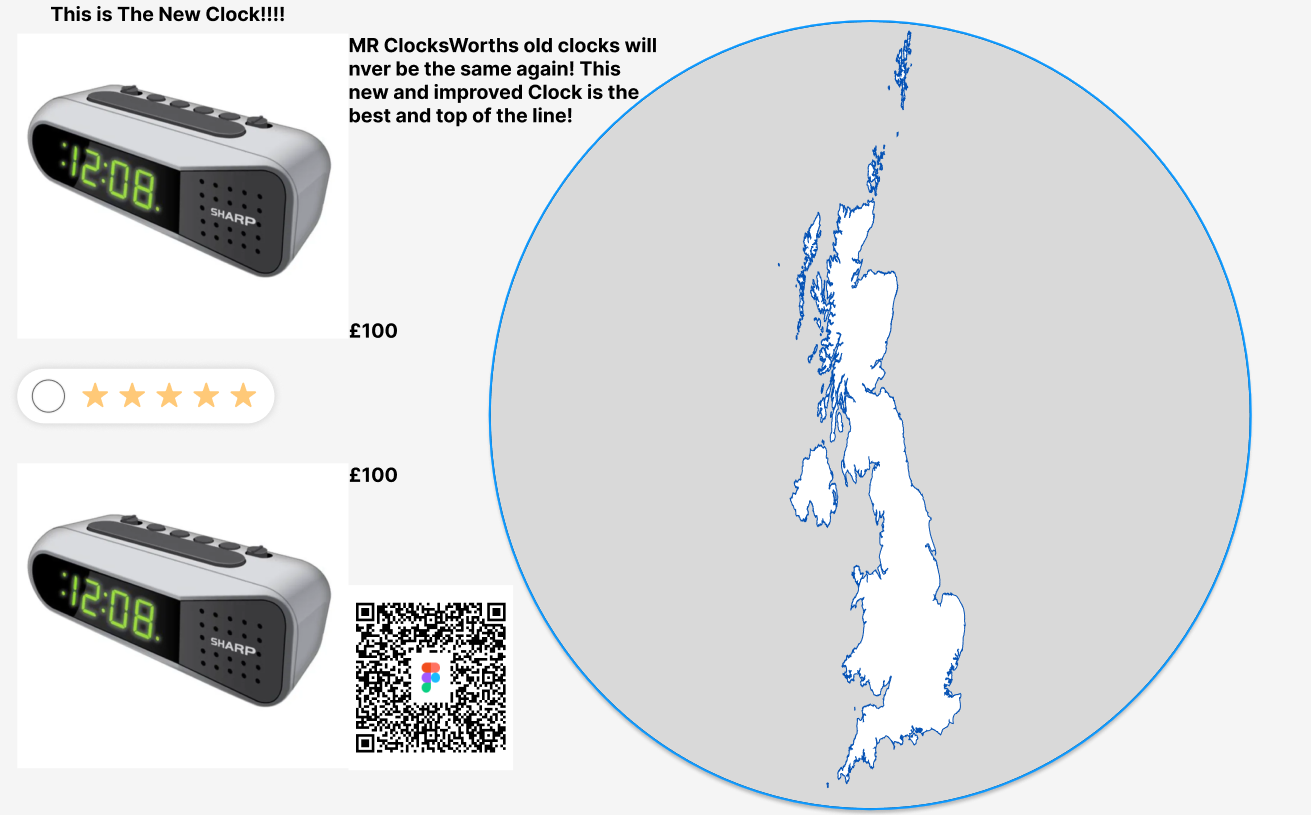 This is The New Clock!!!!
MR ClocksWorths old clocks will
nver be the same again! This
new and improved Clock is the
best and top of the line!
12:08
SHARP
£100
£100
12:08
SHARP